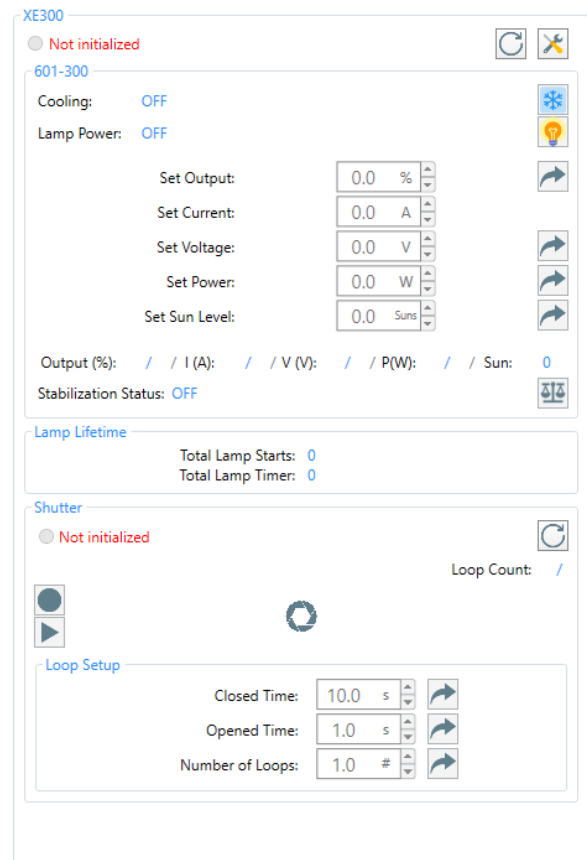 XE300
Not initialized
601-300
Cooling: OFF
Lamp Power: OFF
Set Output: 0.0 %
Set Current: 0.0 A
Set Voltage: 0.0 V
Set Power: 0.0 W
Set Sun Level: 0.0 Suns
Output (%): / / I (A): / / V (V): / / P(W): / / Sun: 0
Stabilization Status: OFF
Lamp Lifetime
Total Lamp Starts: 0
Total Lamp Timer: 0
Shutter
Not initialized
Loop Count: /
Loop Setup
Closed Time: 10.0 s
Opened Time: 1.0 s
Number of Loops: 1.0 #